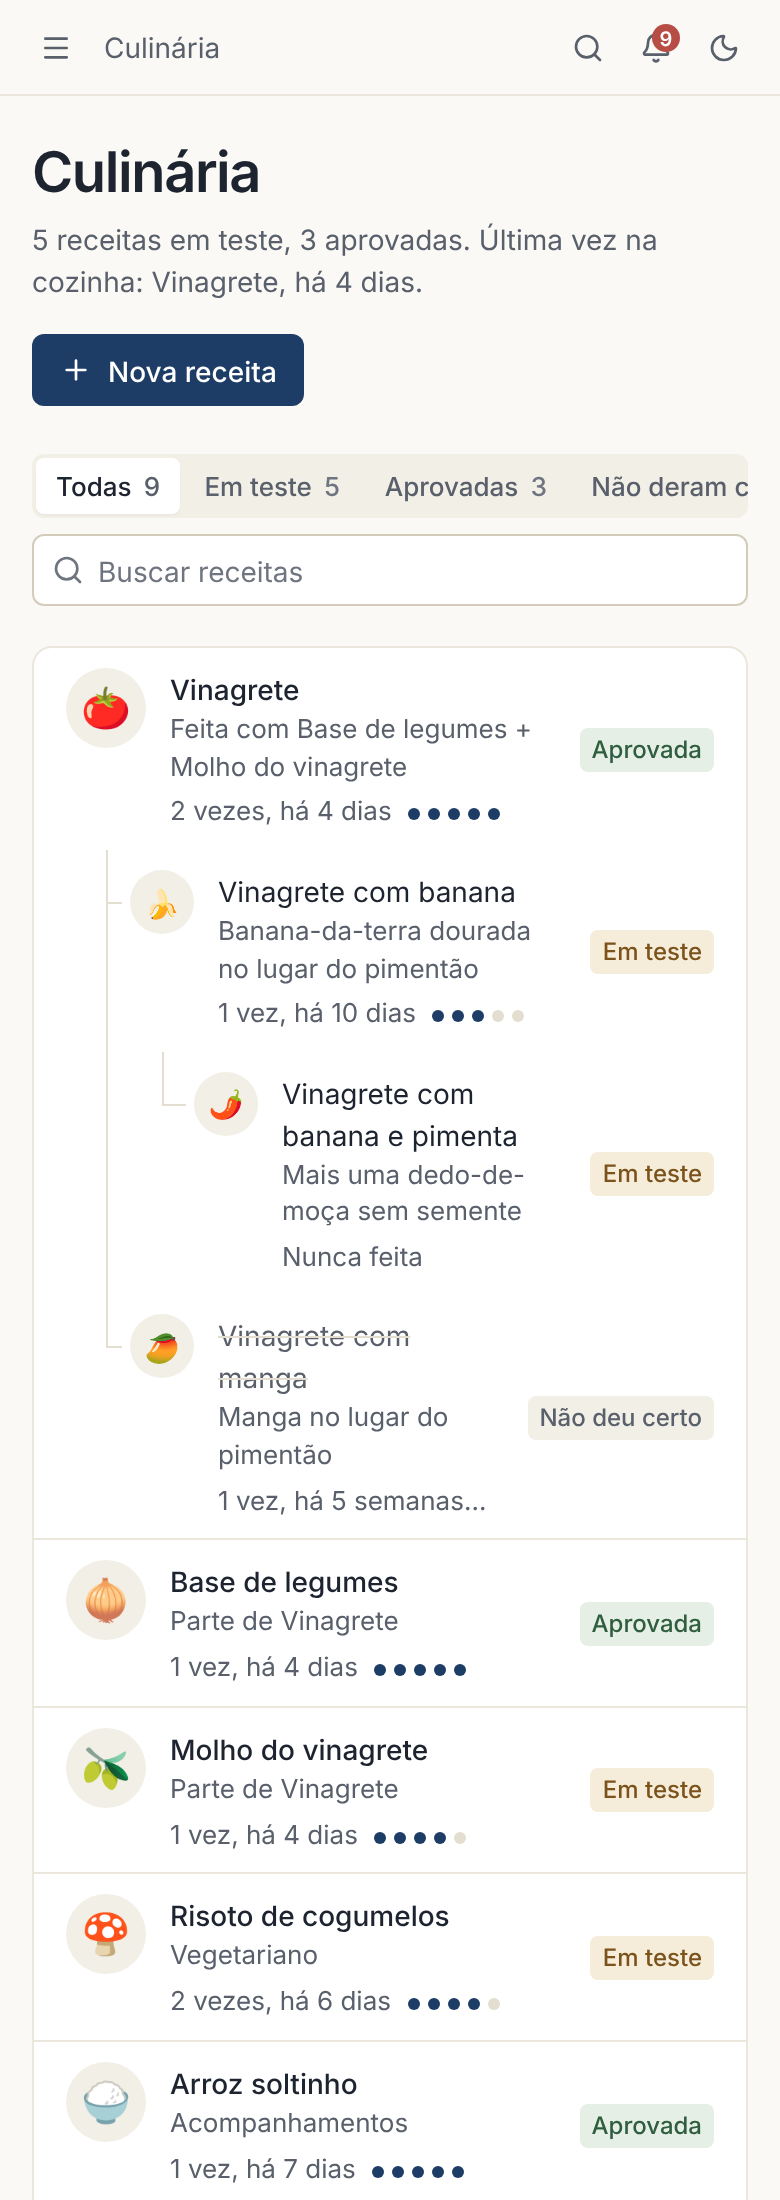 Culinária
9
Culinária
5 receitas em teste, 3 aprovadas. Última vez na
cozinha: Vinagrete, há 4 dias.
Nova receita
Todas 9 Em teste 5 Aprovadas 3 Não deram c
Buscar receitas
Vinagrete
Feita com Base de legumes +
Molho do vinagrete
Aprovada
2 vezes, há 4 dias
Vinagrete com banana
Banana-da-terra dourada
no lugar do pimentão
Em teste
1 vez, há 10 dias
Vinagrete com
banana e pimenta
Mais uma dedo-de-
moça sem semente
Em teste
Nunca feita
Vinagrete com
manga
Manga no lugar do
pimentão
Não deu certo
1 vez, há 5 semanas...
Base de legumes
Parte de Vinagrete
Aprovada
1 vez, há 4 dias
Molho do vinagrete
Parte de Vinagrete
Em teste
1 vez, há 4 dias
Risoto de cogumelos
Vegetariano
Em teste
2 vezes, há 6 dias
Arroz soltinho
Acompanhamentos
Aprovada
1 vez, há 7 dias